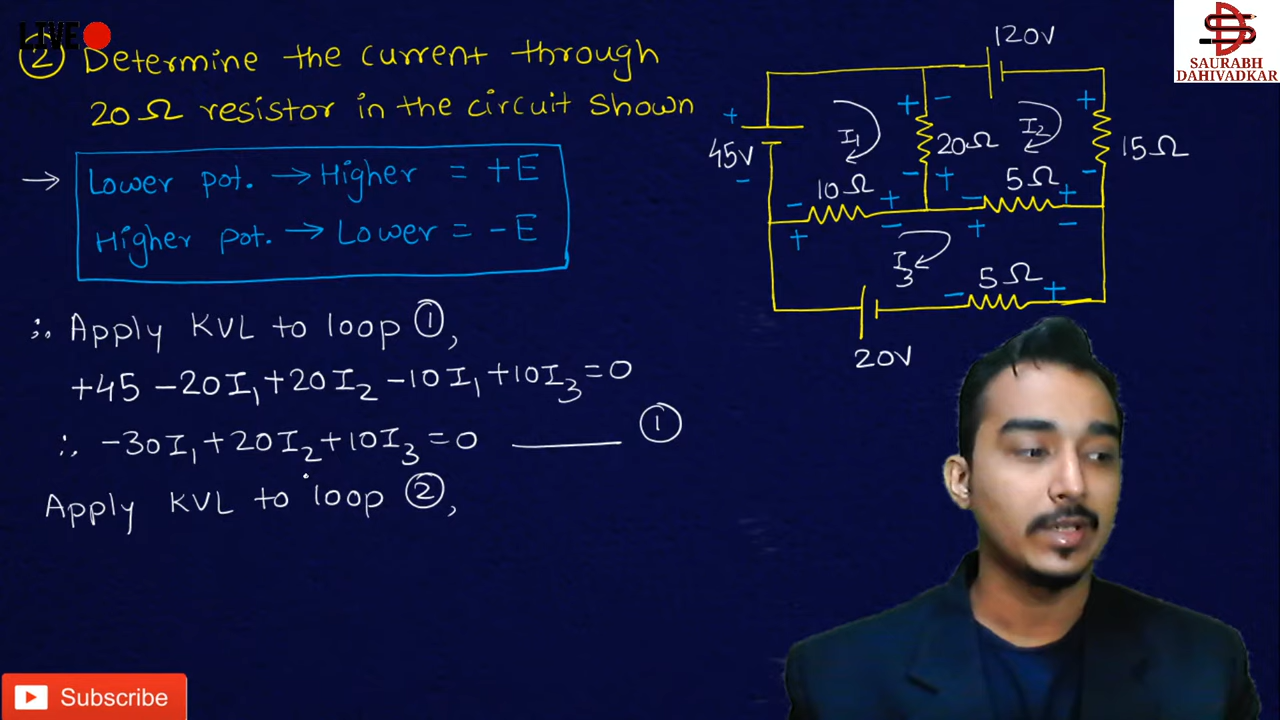 LIVE
② Determine the current through
20Ω resistor in the circuit shown
→ Lower pot. → Higher = +E
Higher pot. → Lower = -E
∴ Apply KVL to loop ①,
+45 -20I₁ +20I₂ -10I₁ +10I₃ = 0
∴ -30I₁ +20I₂ +10I₃ = 0 ——— ①
Apply KVL to loop ②,
120V
+ - +
+ I₁ I₂
45V 20Ω 15Ω
- - + -
10Ω 5Ω
- + - +
+ - + -
I₃
5Ω
- +
20V
SAURABH
DAHIVADKAR
Subscribe